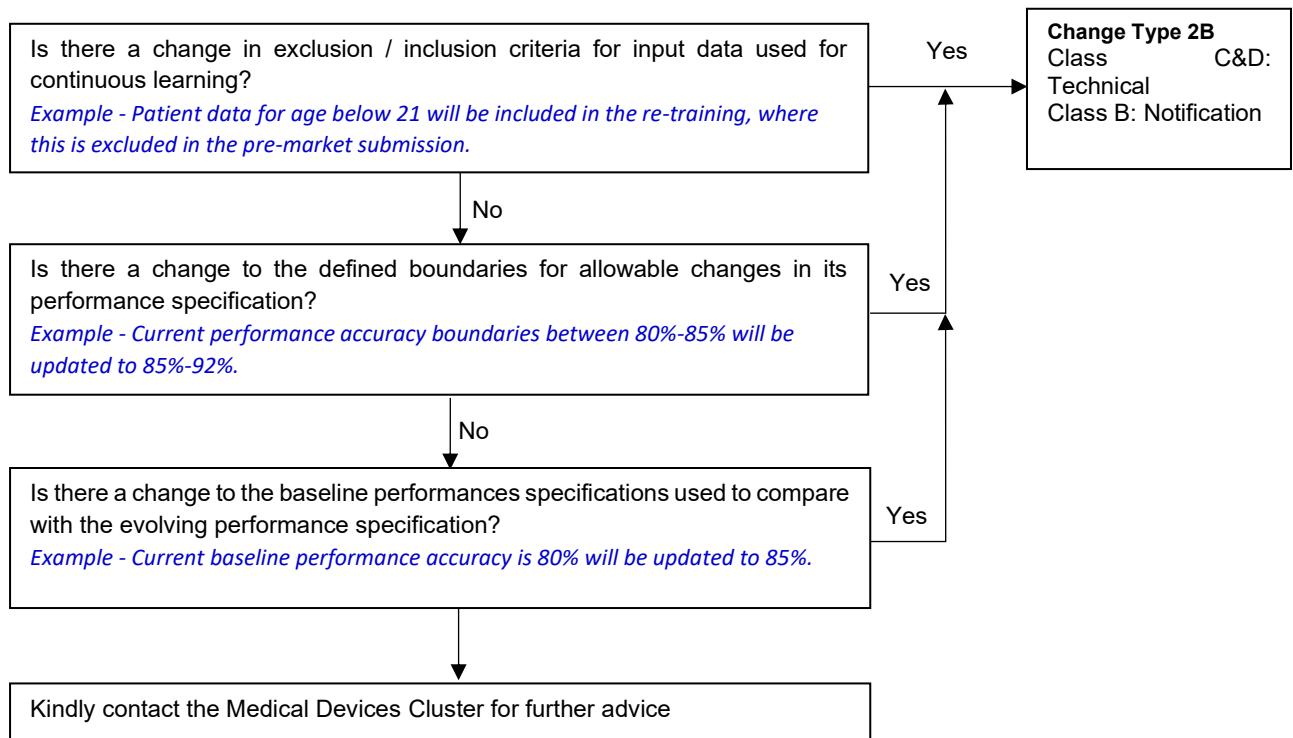 Is there a change in exclusion / inclusion criteria for input data used for
continuous learning?
Example - Patient data for age below 21 will be included in the re-training, where
this is excluded in the pre-market submission.
Yes
Change Type 2B
Class C&D:
Technical
Class B: Notification
No
Is there a change to the defined boundaries for allowable changes in its
performance specification?
Example - Current performance accuracy boundaries between 80%-85% will be
updated to 85%-92%.
Yes
No
Is there a change to the baseline performances specifications used to compare
with the evolving performance specification?
Example - Current baseline performance accuracy is 80% will be updated to 85%.
Yes
Kindly contact the Medical Devices Cluster for further advice